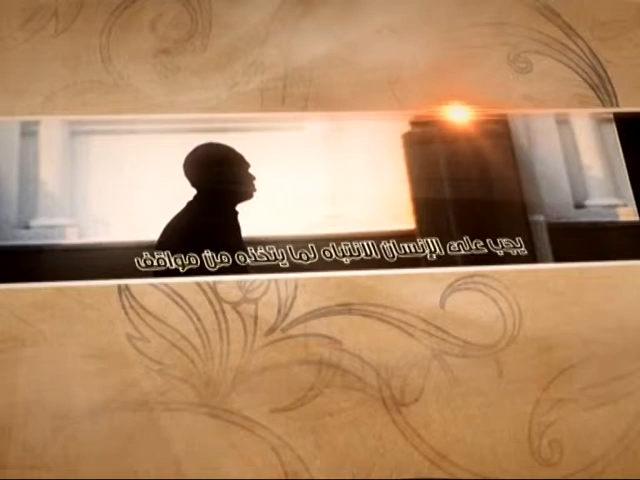 يجب على الإنسان الانتباه لما يتخذه من مواقف